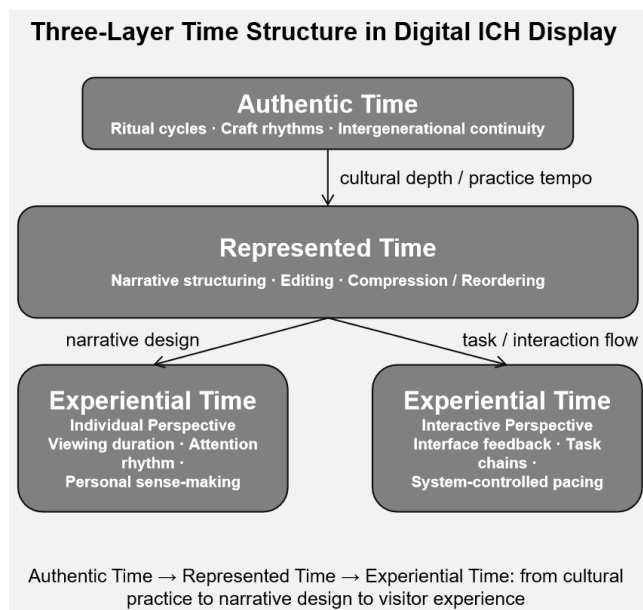 Three-Layer Time Structure in Digital ICH Display
Authentic Time
Ritual cycles · Craft rhythms · Intergenerational continuity
cultural depth / practice tempo
Represented Time
Narrative structuring · Editing · Compression / Reordering
narrative design
task / interaction flow
Experiential Time
Individual Perspective
Viewing duration · Attention
rhythm ·
Personal sense-making
Experiential Time
Interactive Perspective
Interface feedback · Task
chains ·
System-controlled pacing
Authentic Time → Represented Time → Experiential Time: from cultural
practice to narrative design to visitor experience